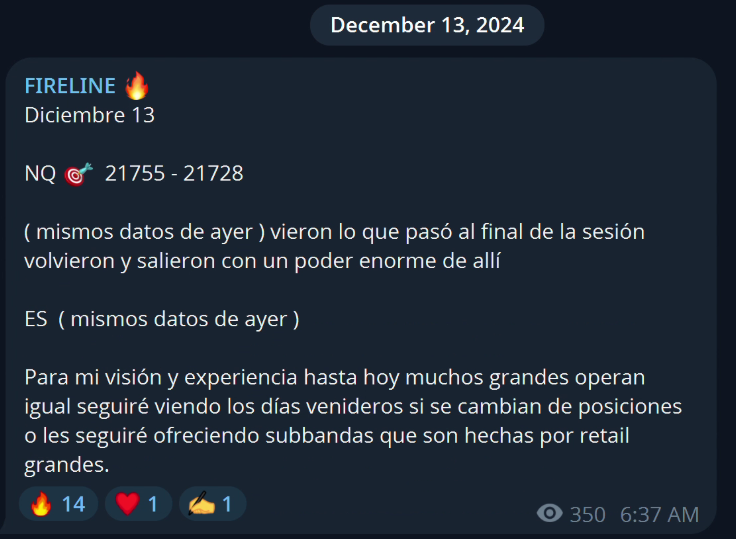 December 13, 2024
FIRELINE 🔥
Diciembre 13
NQ 🎯 21755 - 21728
( mismos datos de ayer ) vieron lo que pasó al final de la sesión
volvieron y salieron con un poder enorme de allí
ES ( mismos datos de ayer )
Para mi visión y experiencia hasta hoy muchos grandes operan
igual seguiré viendo los días venideros si se cambian de posiciones
o les seguiré ofreciendo subbandas que son hechas por retail
grandes.
🔥 14 ❤️ 1 ✍️ 1 350 6:37 AM